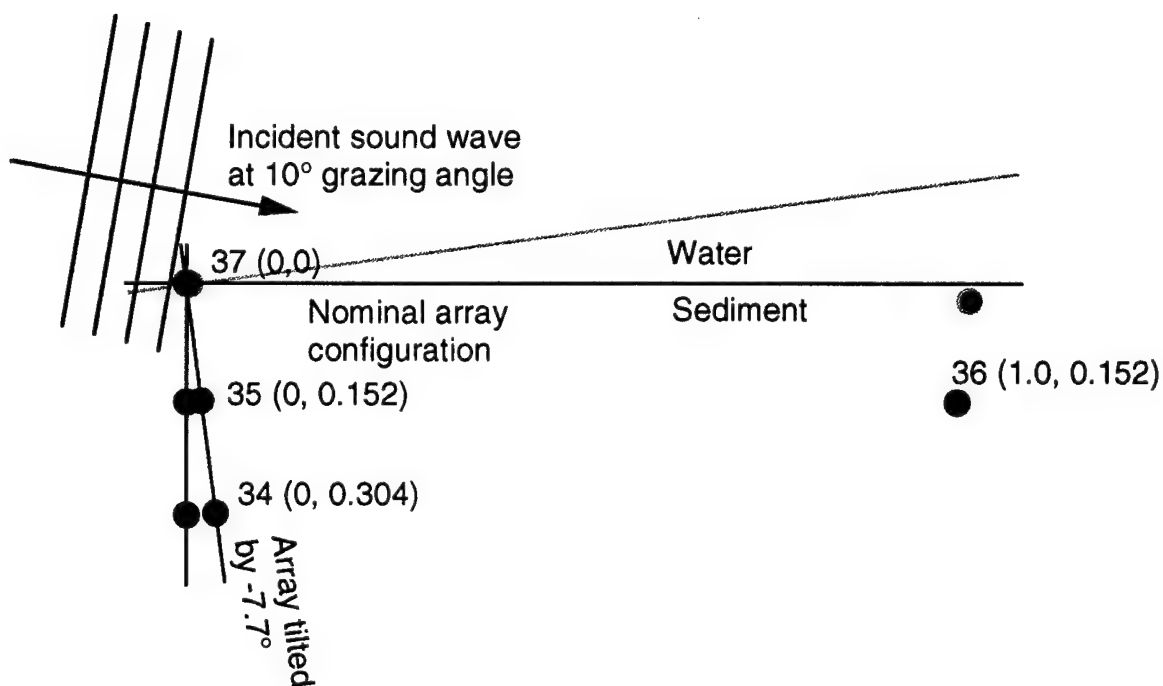 Incident sound wave
at 10° grazing angle
37 (0,0)
Water
Nominal array
configuration
Sediment
36 (1.0, 0.152)
35 (0, 0.152)
34 (0, 0.304)
Array tilted
by -7.7°